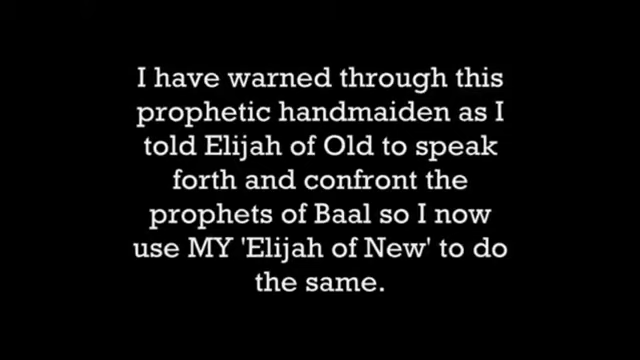 I have warned through this
prophetic handmaiden as I
told Elijah of Old to speak
forth and confront the
prophets of Baal so I now
use MY 'Elijah of New' to do
the same.